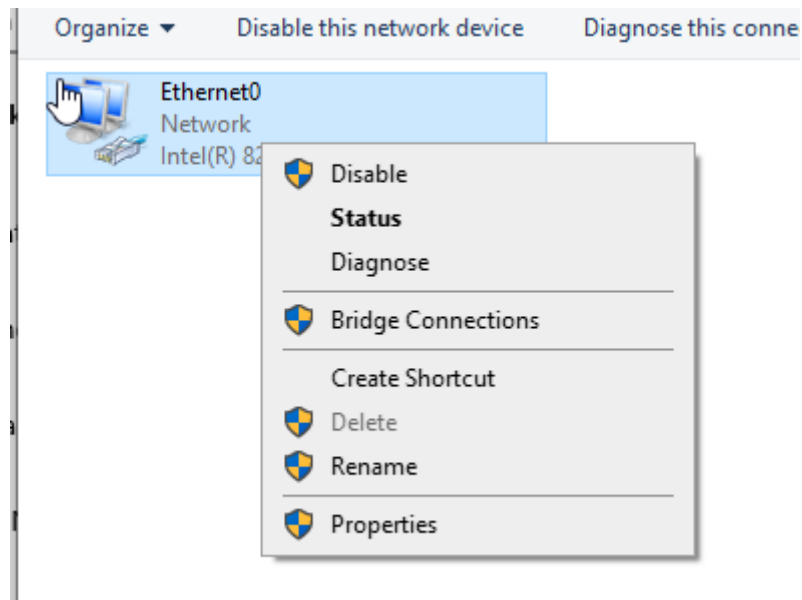 Organize Disable this network device Diagnose this conne
Ethernet0
Network
Intel(R) 82
Disable
Status
Diagnose
Bridge Connections
Create Shortcut
Delete
Rename
Properties